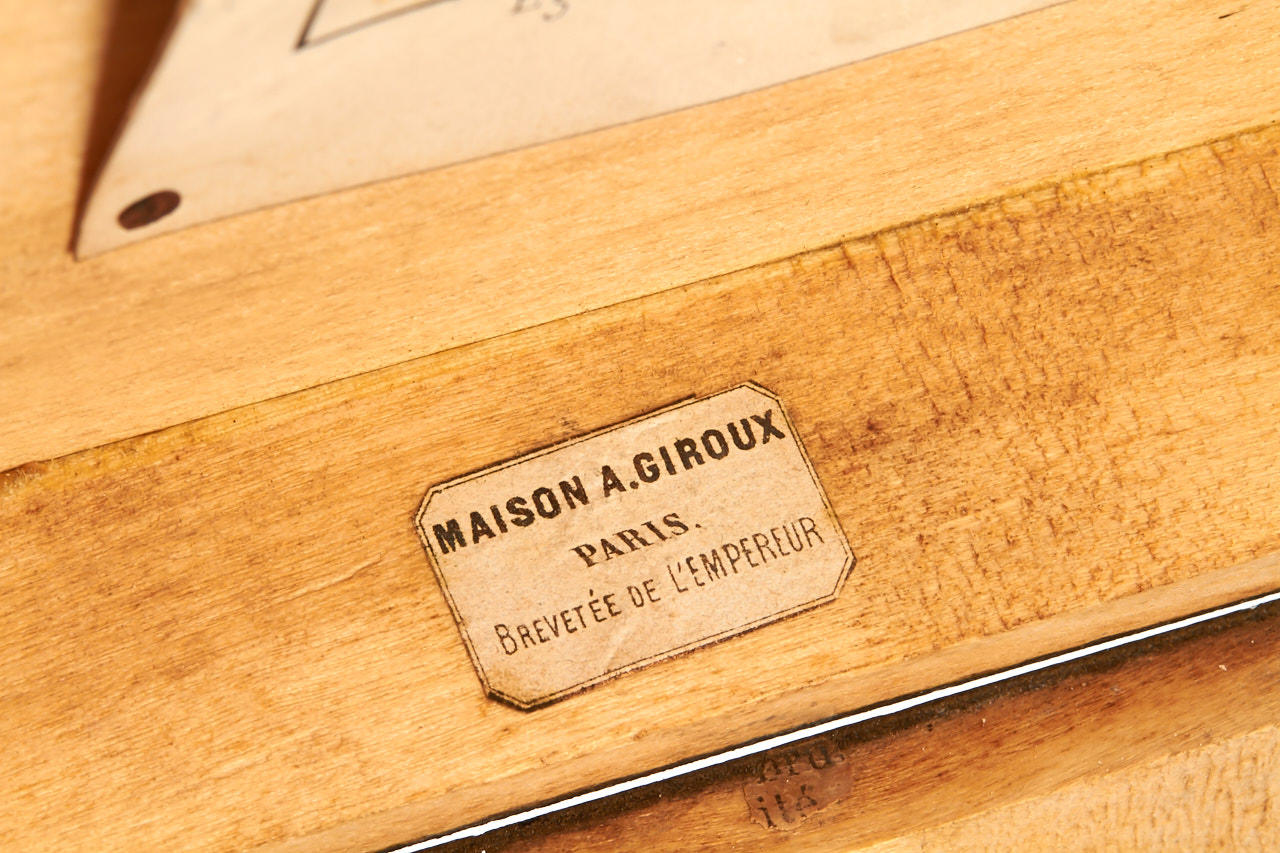 MAISON A.GIROUX
PARIS.
BREVETÉE DE L'EMPEREUR